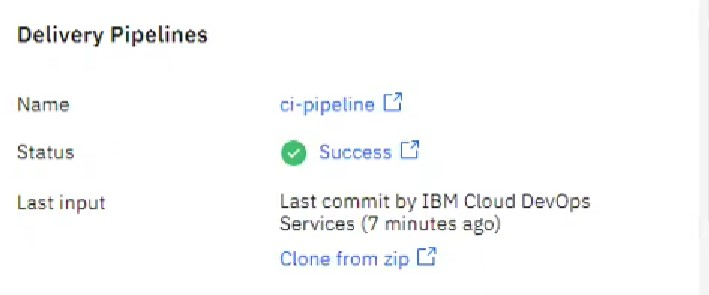 Delivery Pipelines
Name
ci-pipeline
Status
Success
Last input
Last commit by IBM Cloud DevOps
Services (7 minutes ago)
Clone from zip